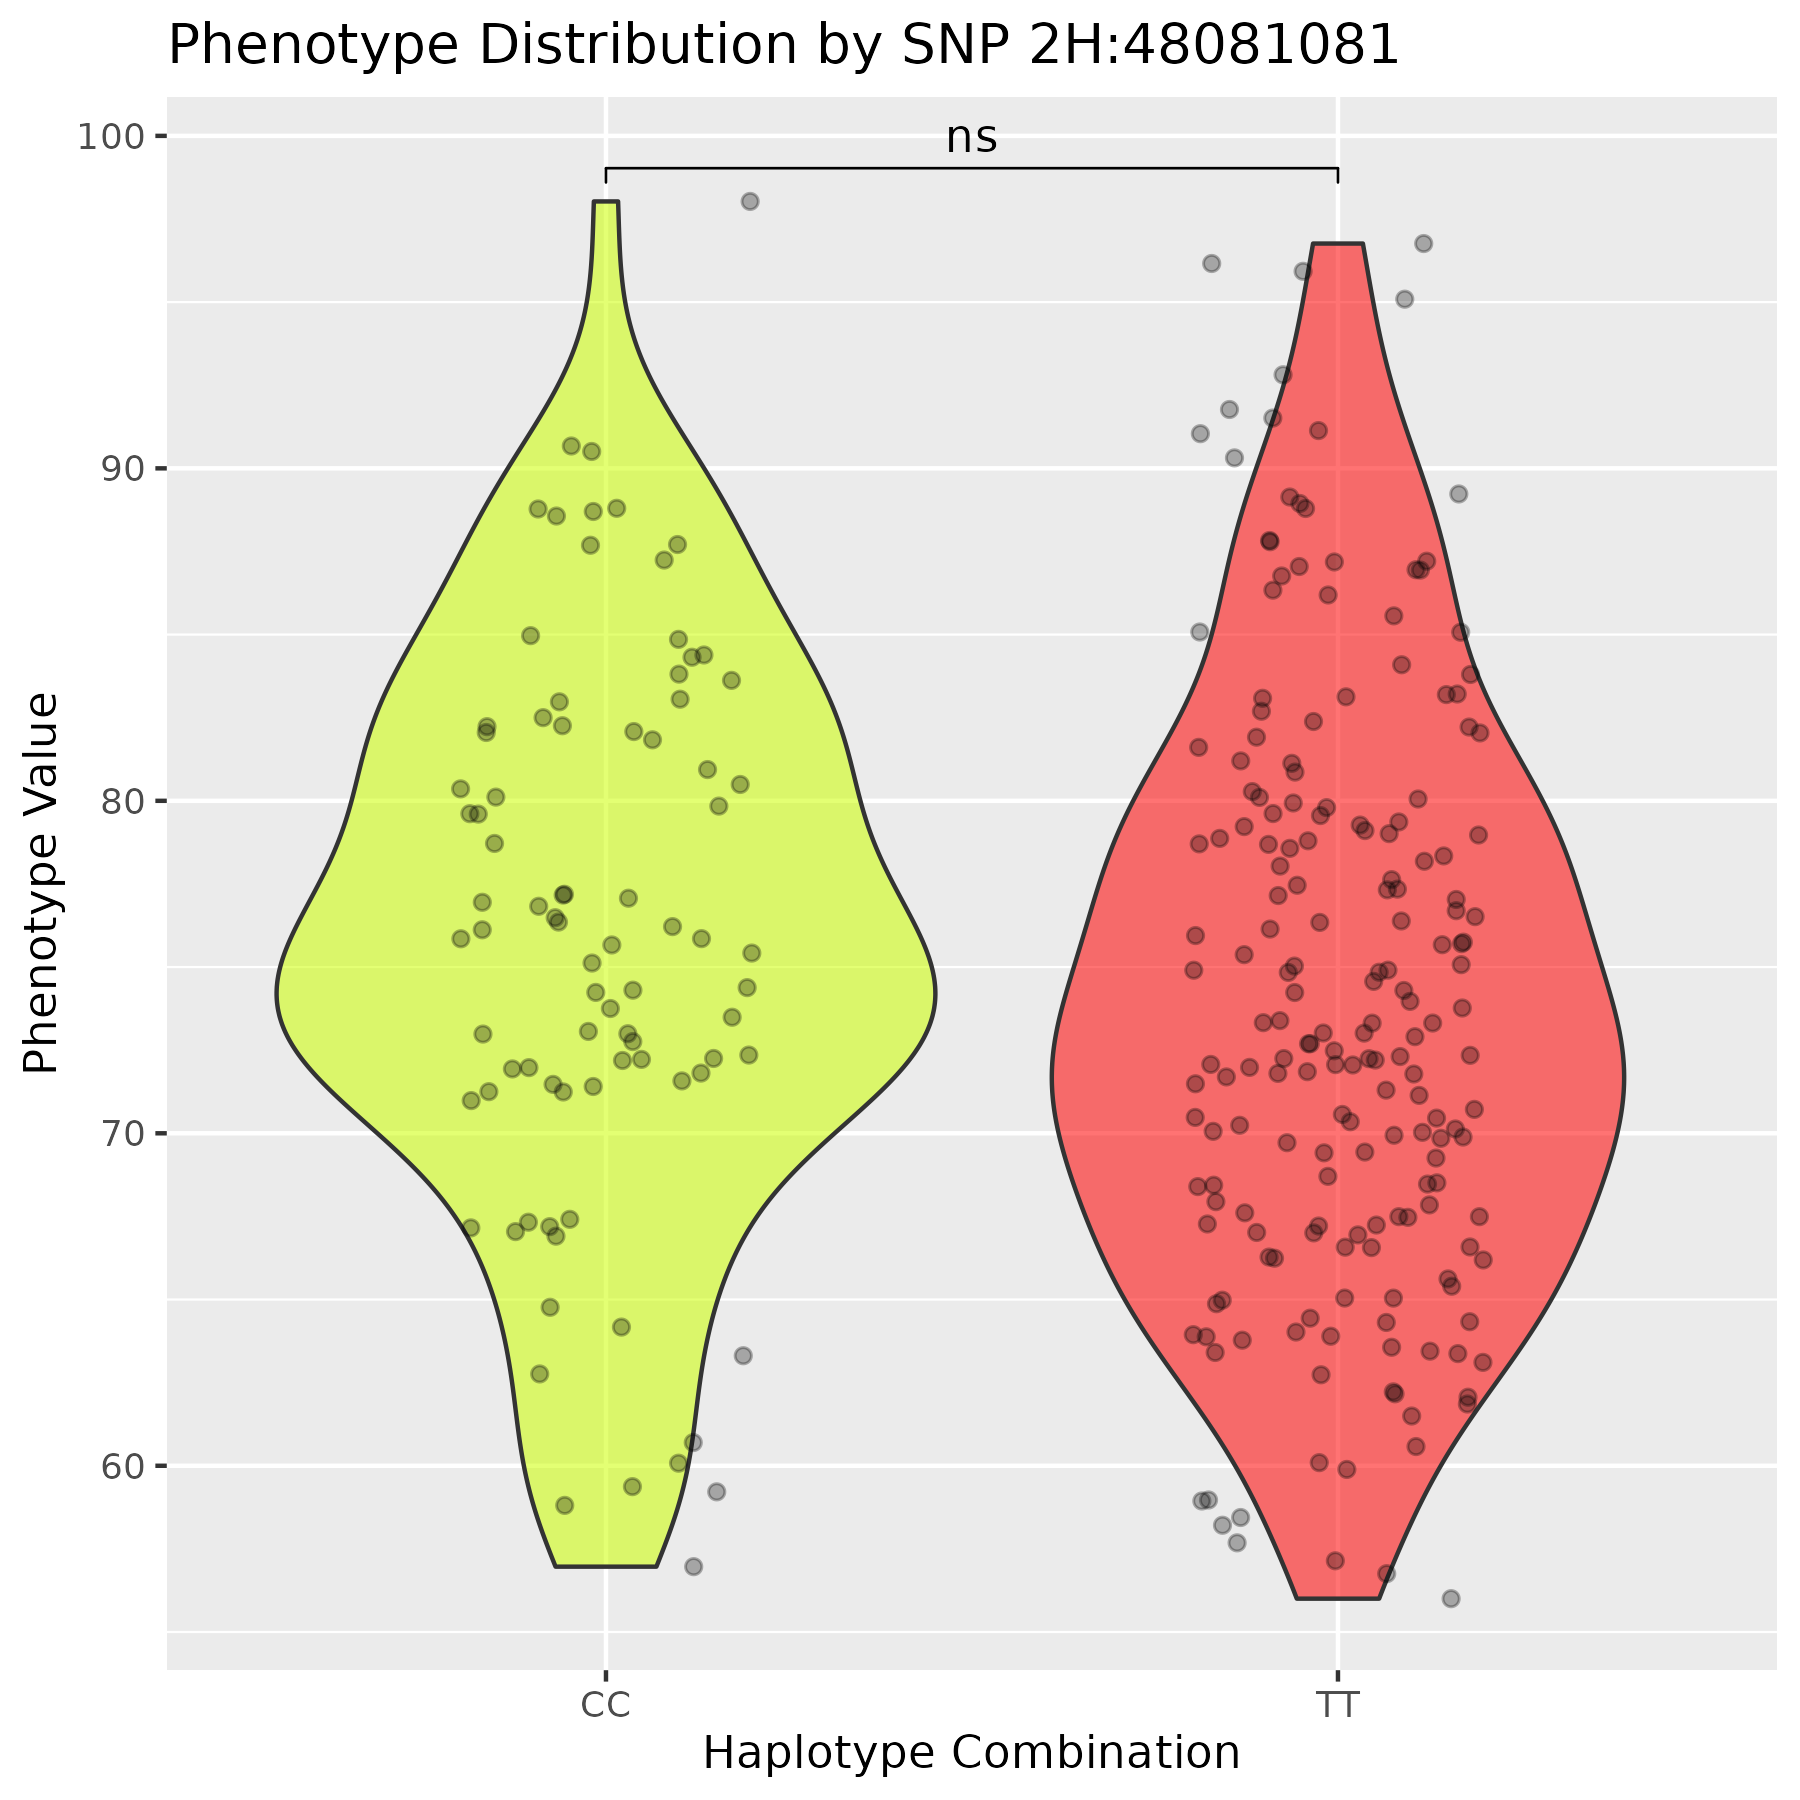 Phenotype Distribution by SNP 2H:48081081
100
90
80
70
60
ns
Phenotype Value
CC
TT
Haplotype Combination